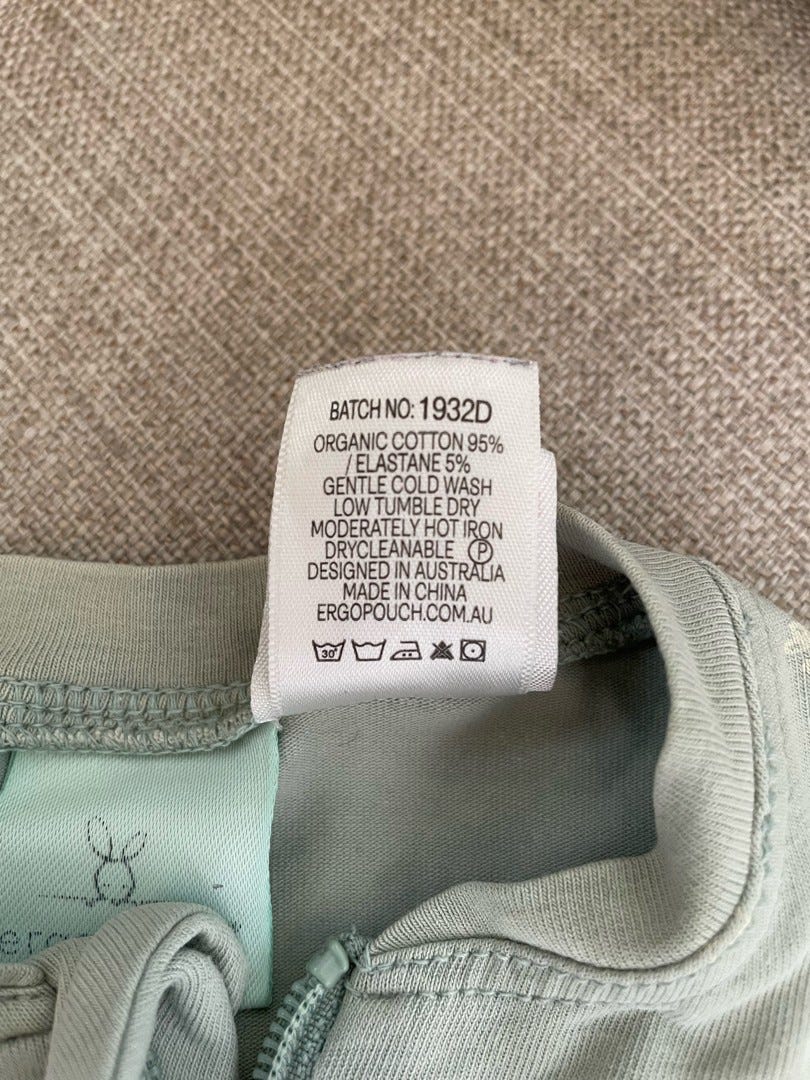 BATCH NO: 1932D
ORGANIC COTTON 95%
/ ELASTANE 5%
GENTLE COLD WASH
LOW TUMBLE DRY
MODERATELY HOT IRON
DRYCLEANABLE Ⓟ
DESIGNED IN AUSTRALIA
MADE IN CHINA
ERGOPOUCH.COM.AU
30°